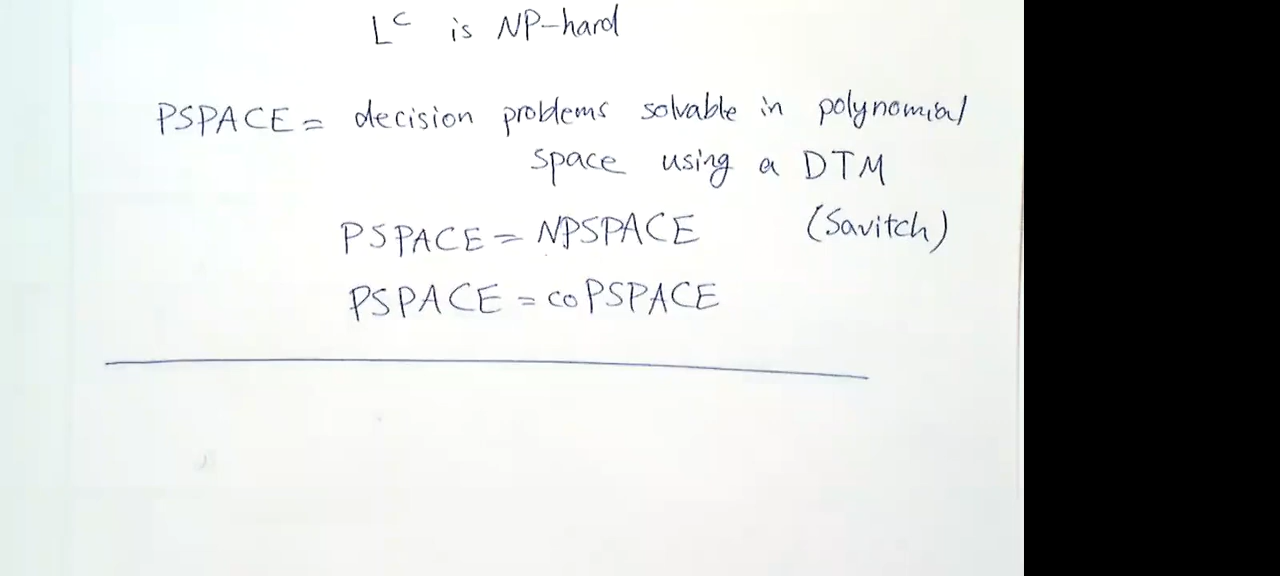 L^c is NP-hard
PSPACE = decision problems solvable in polynomial
space using a DTM
PSPACE = NPSPACE (Savitch)
PSPACE = coPSPACE